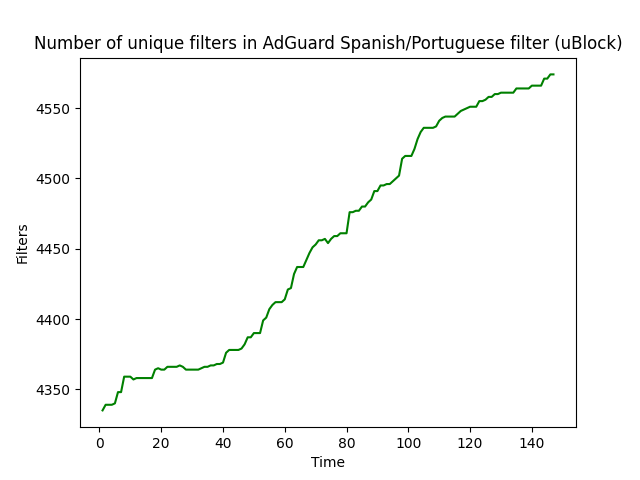 Number of unique filters in AdGuard Spanish/Portuguese filter (uBlock)
4550
4500
4450
4400
4350
Filters
0 20 40 60 80 100 120 140
Time